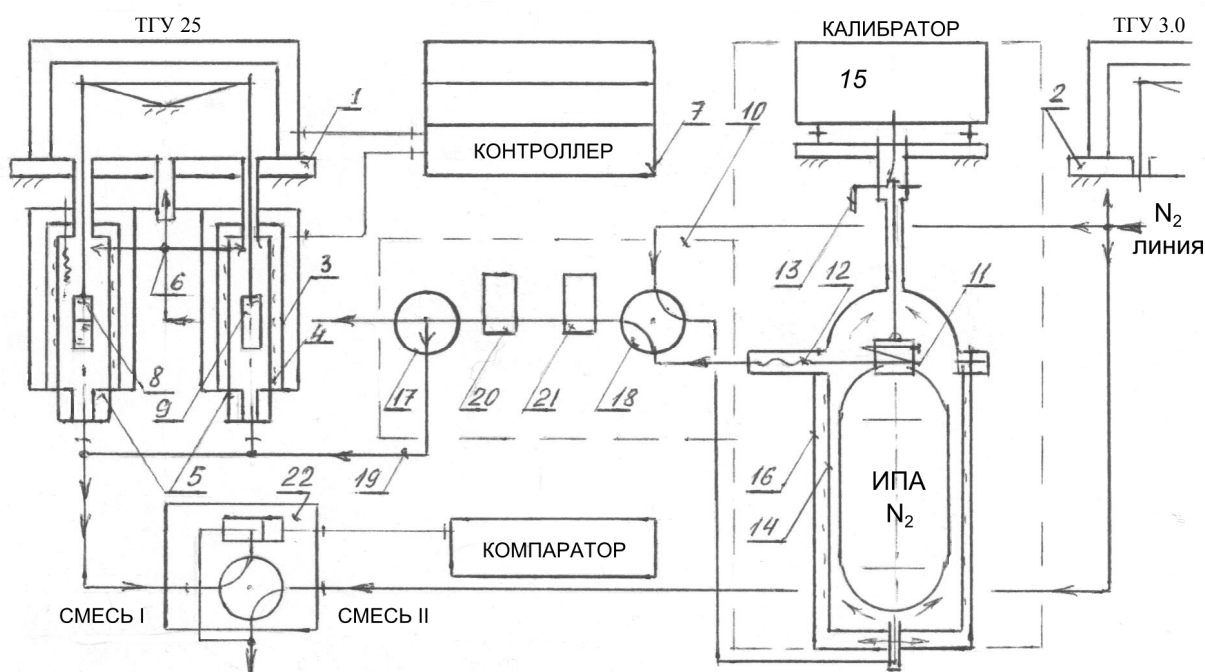 ТГУ 25
КАЛИБРАТОР
ТГУ 3.0
15
1
7
10
2
КОНТРОЛЛЕР
N2
ЛИНИЯ
13
12
11
6
3
4
8
9
17
20
21
18
5
19
22
16
14
ИПА
N2
КОМПАРАТОР
СМЕСЬ I
СМЕСЬ II